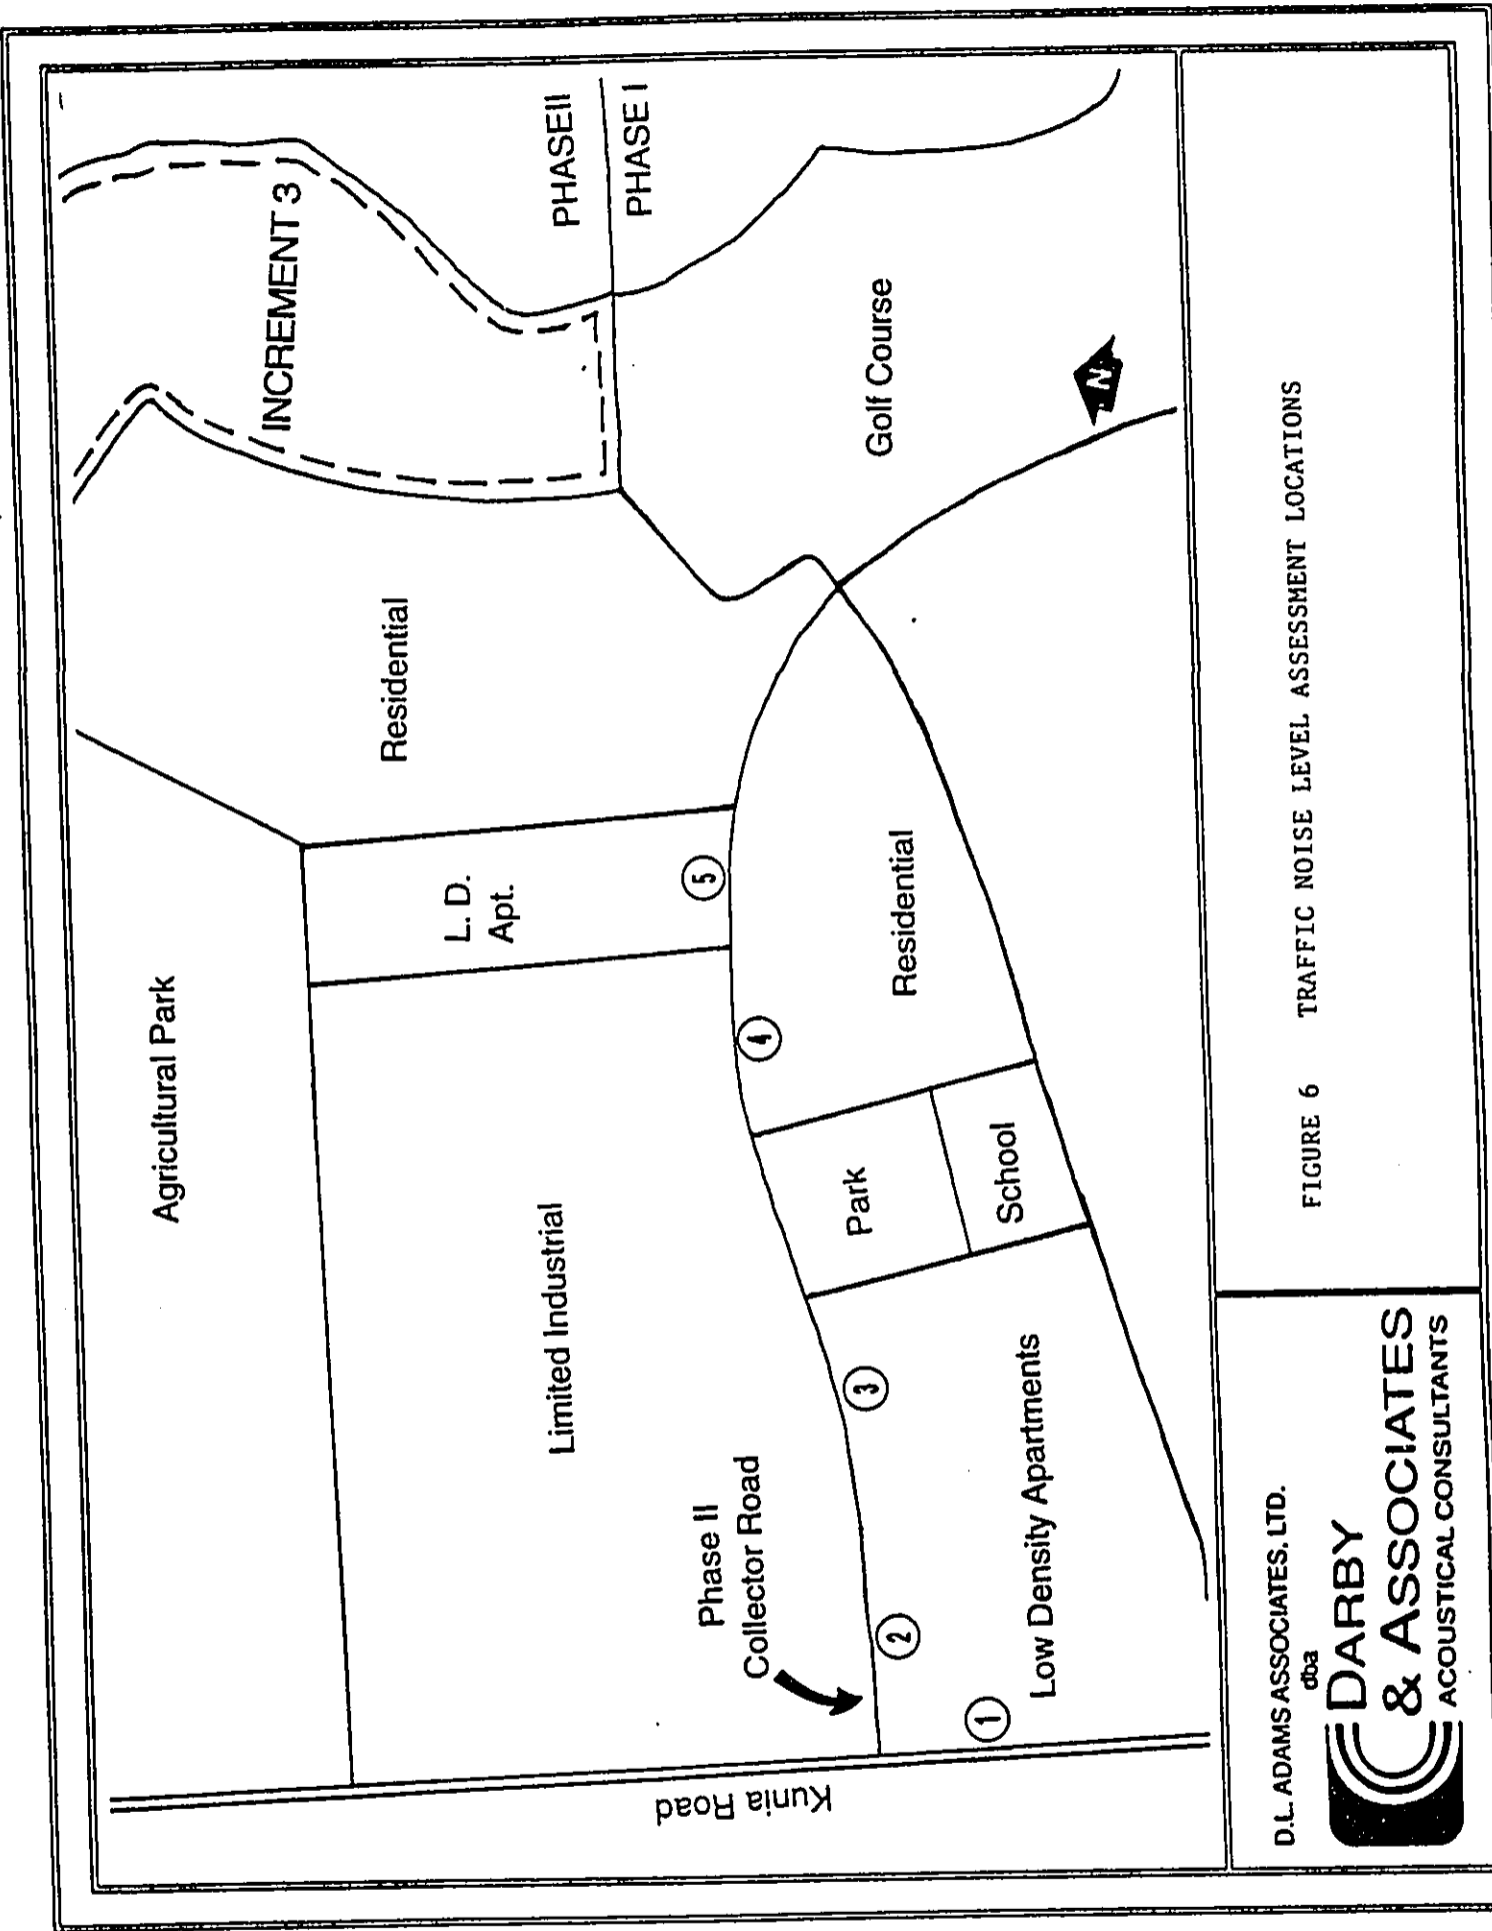 Agricultural Park
INCREMENT 3
Residential
L. D.
Apt.
PHASE II
PHASE I
Limited Industrial
Phase II
Collector Road
Kunia Road
5
4
3
2
1
Residential
Park
School
Golf Course
Low Density Apartments
N
D.L. ADAMS ASSOCIATES, LTD.
dba
DARBY
& ASSOCIATES
ACOUSTICAL CONSULTANTS
FIGURE 6 TRAFFIC NOISE LEVEL ASSESSMENT LOCATIONS